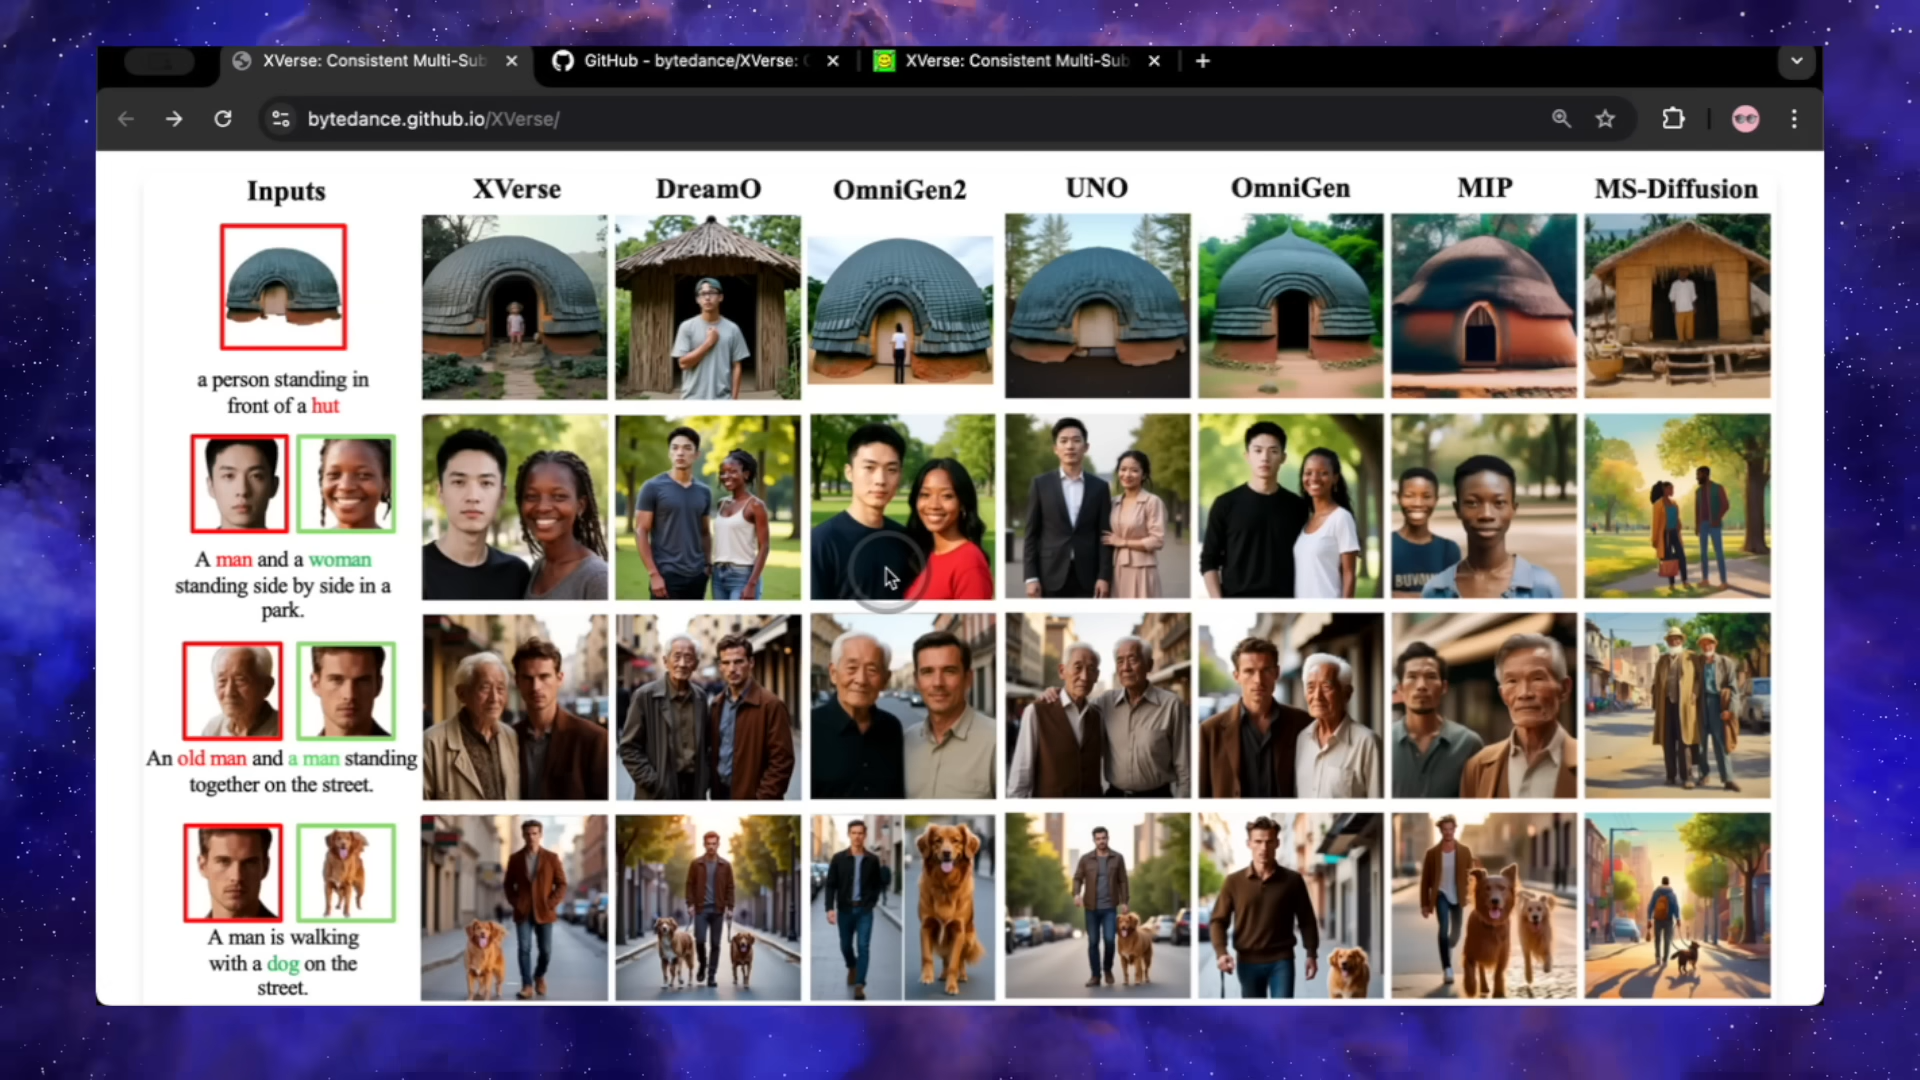 XVerse: Consistent Multi-Sub
GitHub - bytedance/XVerse:
XVerse: Consistent Multi-Sub
bytedance.github.io/XVerse/
Inputs XVerse DreamO OmniGen2 UNO OmniGen MIP MS-Diffusion
a person standing in
front of a hut
A man and a woman
standing side by side in a
park.
An old man and a man standing
together on the street.
A man is walking
with a dog on the
street.